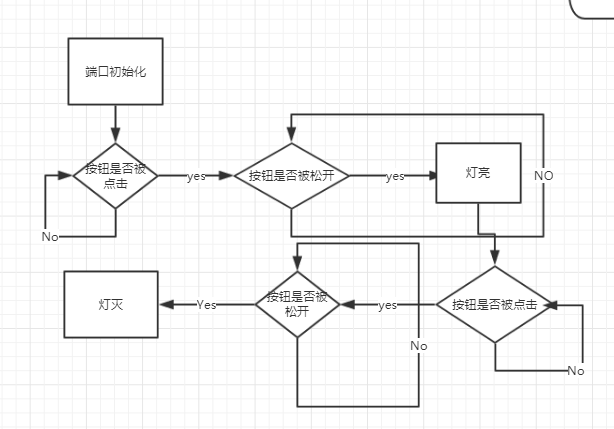 端口初始化
按钮是否被
点击
yes
按钮是否被松开
yes
灯亮
NO
No
灯灭
Yes
按钮是否被
松开
yes
按钮是否被点击
No
No